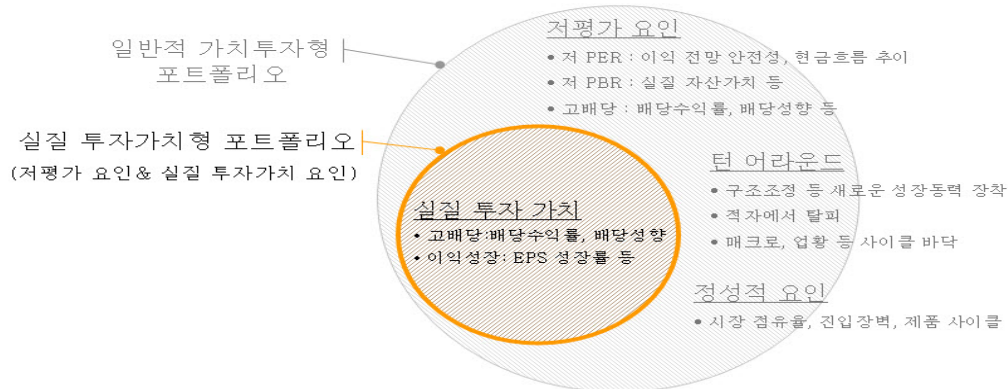 일반적 가치투자형
포트폴리오
실질 투자가치형 포트폴리오
(저평가 요인& 실질 투자가치 요인)
저평가 요인
• 저 PER : 이익 전망 안전성, 현금흐름 추이
• 저 PBR : 실질 자산가치 등
• 고배당 : 배당수익률, 배당성향 등
턴 어라운드
• 구조조정 등 새로운 성장동력 장착
• 적자에서 탈피
• 매크로, 업황 등 사이클 바닥
실질 투자 가치
• 고배당:배당수익률, 배당성향
• 이익성장: EPS 성장률 등
정성적 요인
• 시장 점유율, 진입장벽, 제품 사이클